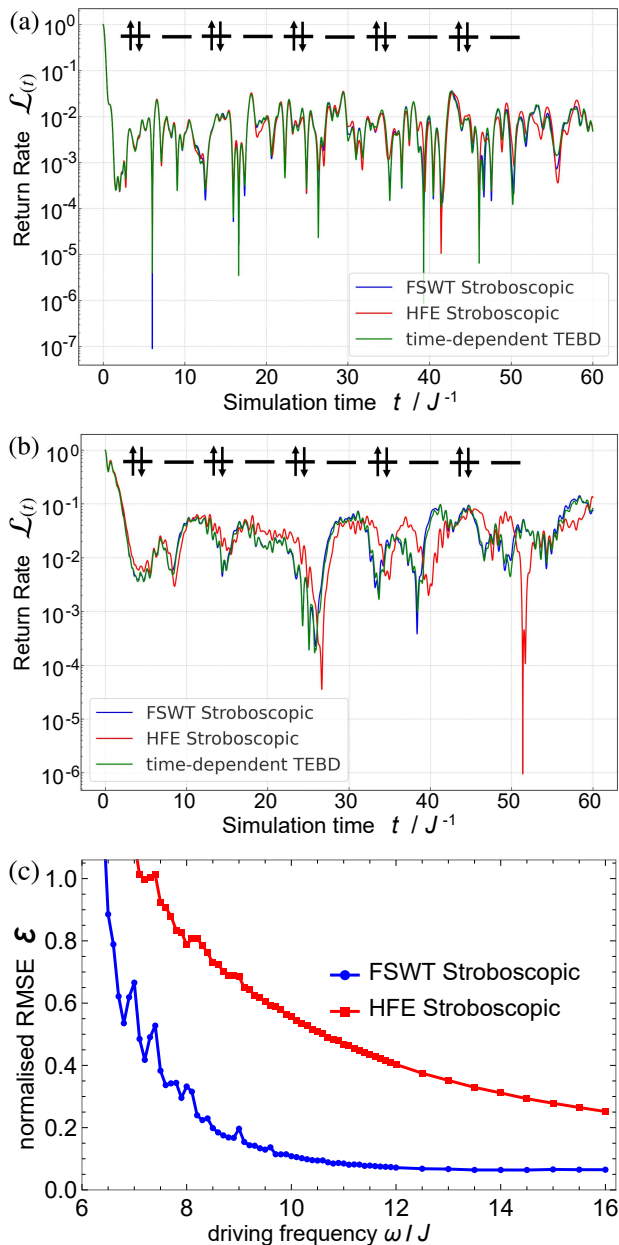 (a)
Return Rate 𝓛(t)
10⁰
10⁻¹
10⁻²
10⁻³
10⁻⁴
10⁻⁵
10⁻⁶
10⁻⁷
FSWT Stroboscopic
HFE Stroboscopic
time-dependent TEBD
0 10 20 30 40 50 60
Simulation time t / J⁻¹
(b)
Return Rate 𝓛(t)
10⁰
10⁻¹
10⁻²
10⁻³
10⁻⁴
10⁻⁵
10⁻⁶
FSWT Stroboscopic
HFE Stroboscopic
time-dependent TEBD
0 10 20 30 40 50 60
Simulation time t / J⁻¹
(c)
normalised RMSE ε
1.0
0.8
0.6
0.4
0.2
0.0
FSWT Stroboscopic
HFE Stroboscopic
6 8 10 12 14 16
driving frequency ω / J